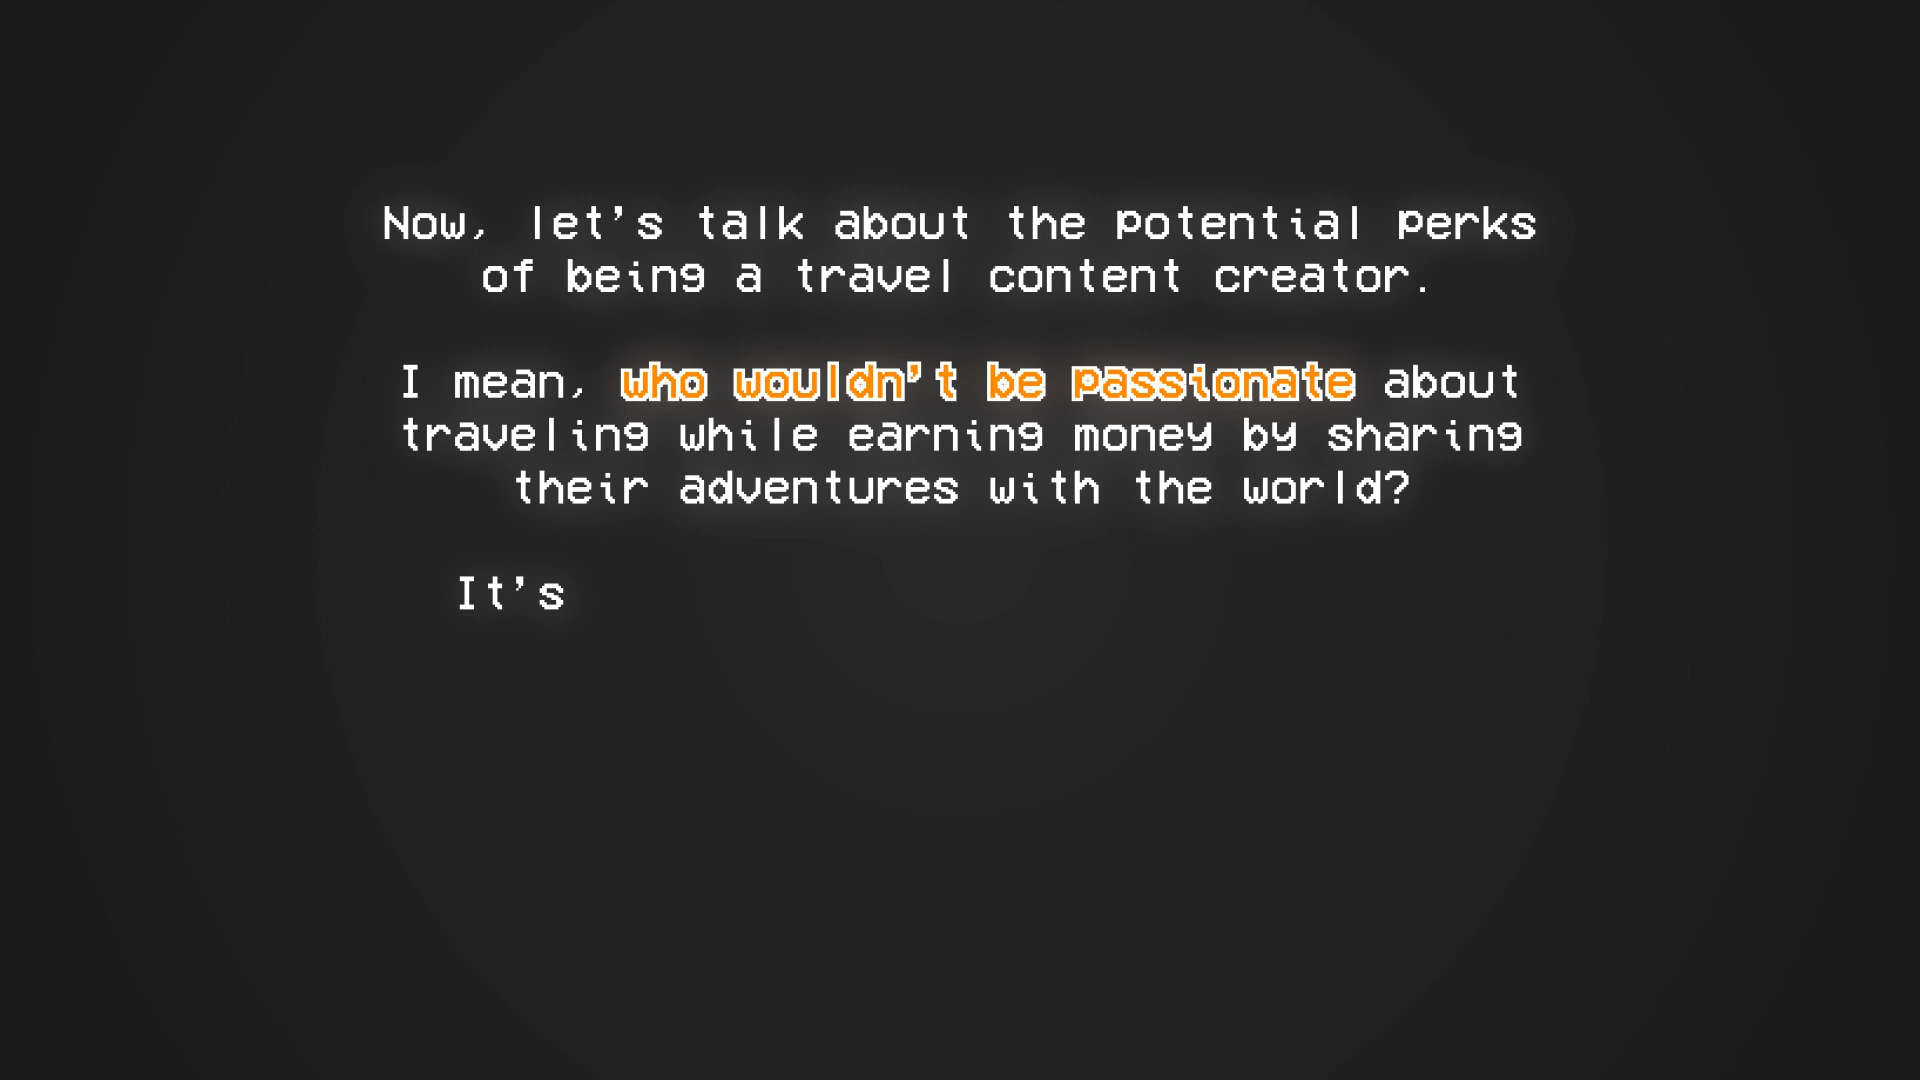 Now, let's talk about the potential perks
of being a travel content creator.
I mean, who wouldn't be passionate about
traveling while earning money by sharing
their adventures with the world?
It's